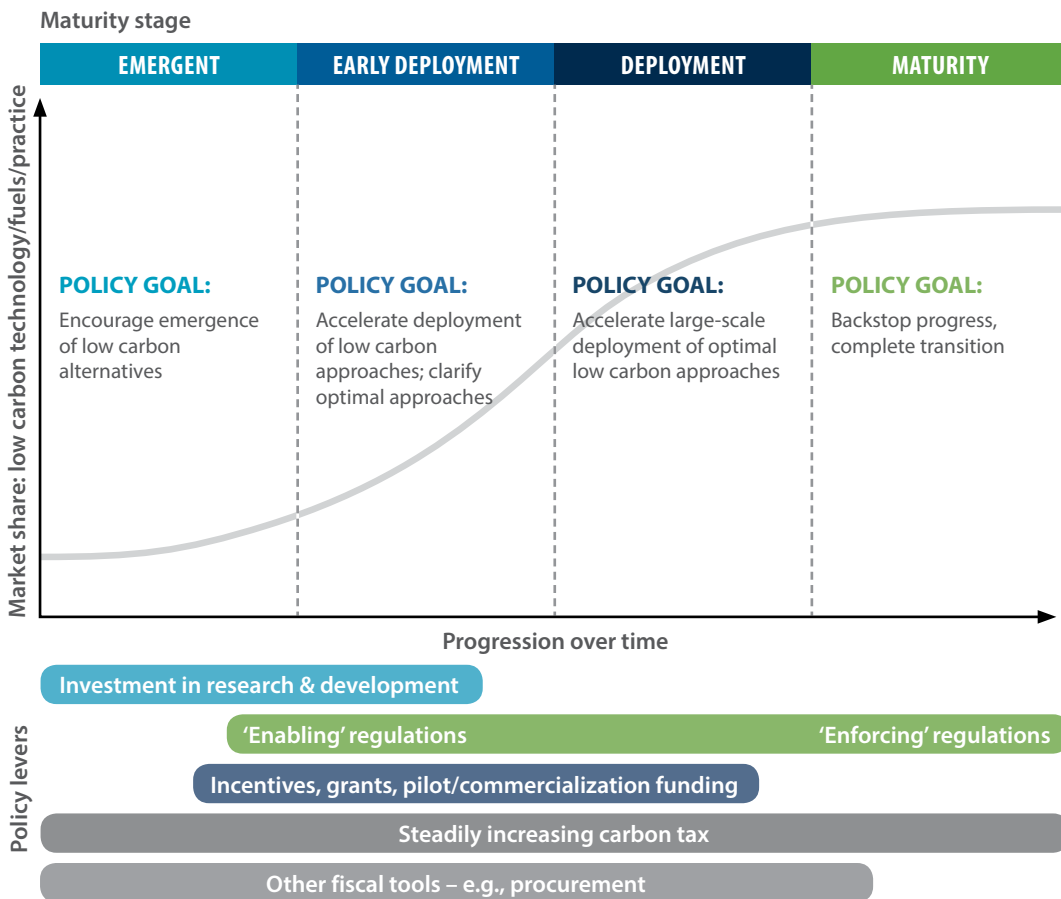 Maturity stage
EMERGENT
EARLY DEPLOYMENT
DEPLOYMENT
MATURITY
Market share: low carbon technology/fuels/practice
POLICY GOAL:
Encourage emergence
of low carbon
alternatives
POLICY GOAL:
Accelerate deployment
of low carbon
approaches; clarify
optimal approaches
POLICY GOAL:
Accelerate large-scale
deployment of optimal
low carbon approaches
POLICY GOAL:
Backstop progress,
complete transition
Progression over time
Policy levers
Investment in research & development
‘Enabling’ regulations
‘Enforcing’ regulations
Incentives, grants, pilot/commercialization funding
Steadily increasing carbon tax
Other fiscal tools – e.g., procurement